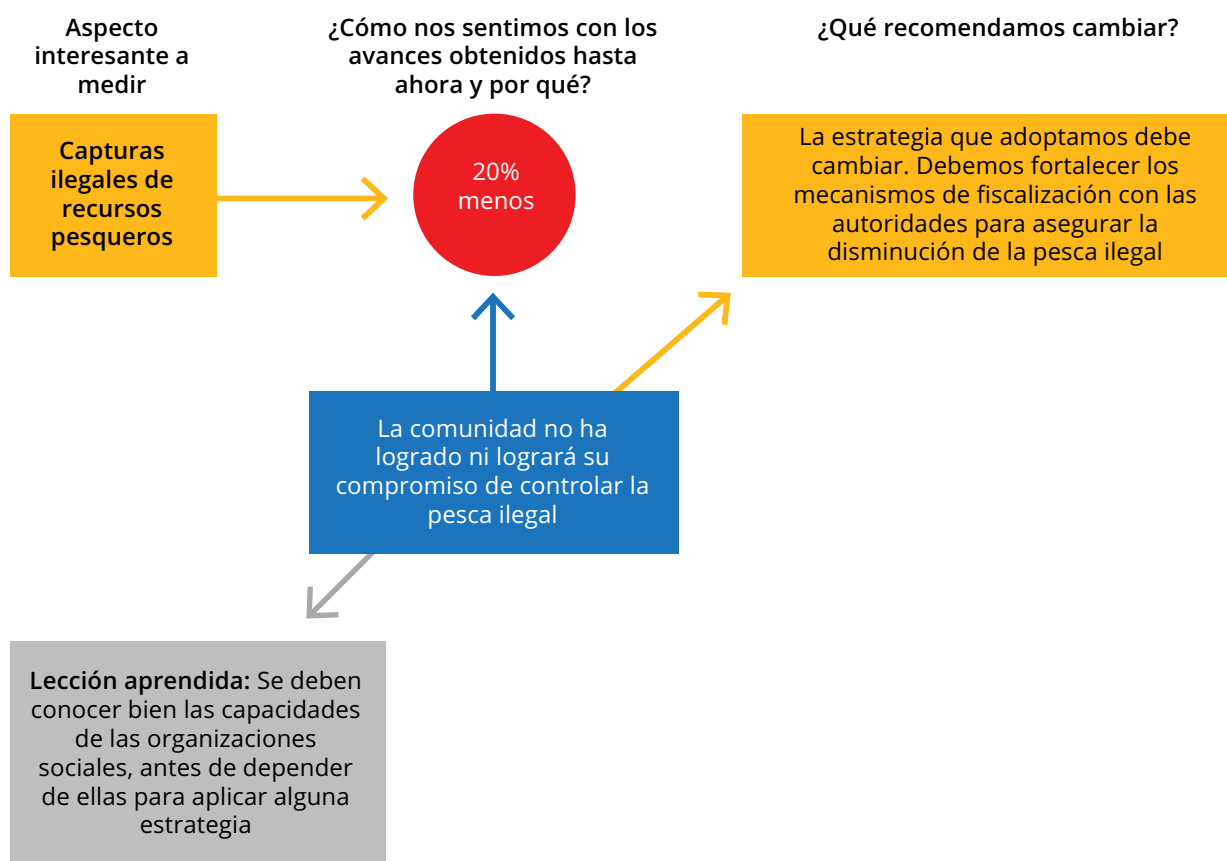 Aspecto
interesante a
medir
¿Cómo nos sentimos con los
avances obtenidos hasta
ahora y por qué?
¿Qué recomendamos cambiar?
Capturas
ilegales de
recursos
pesqueros
20%
menos
La estrategia que adoptamos debe
cambiar. Debemos fortalecer los
mecanismos de fiscalización con las
autoridades para asegurar la
disminución de la pesca ilegal
La comunidad no ha
logrado ni logrará su
compromiso de controlar la
pesca ilegal
Lección aprendida: Se deben
conocer bien las capacidades
de las organizaciones
sociales, antes de depender
de ellas para aplicar alguna
estrategia